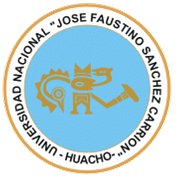 UNIVERSIDAD NACIONAL "JOSE FAUSTINO SANCHEZ CARRION"
- HUACHO -